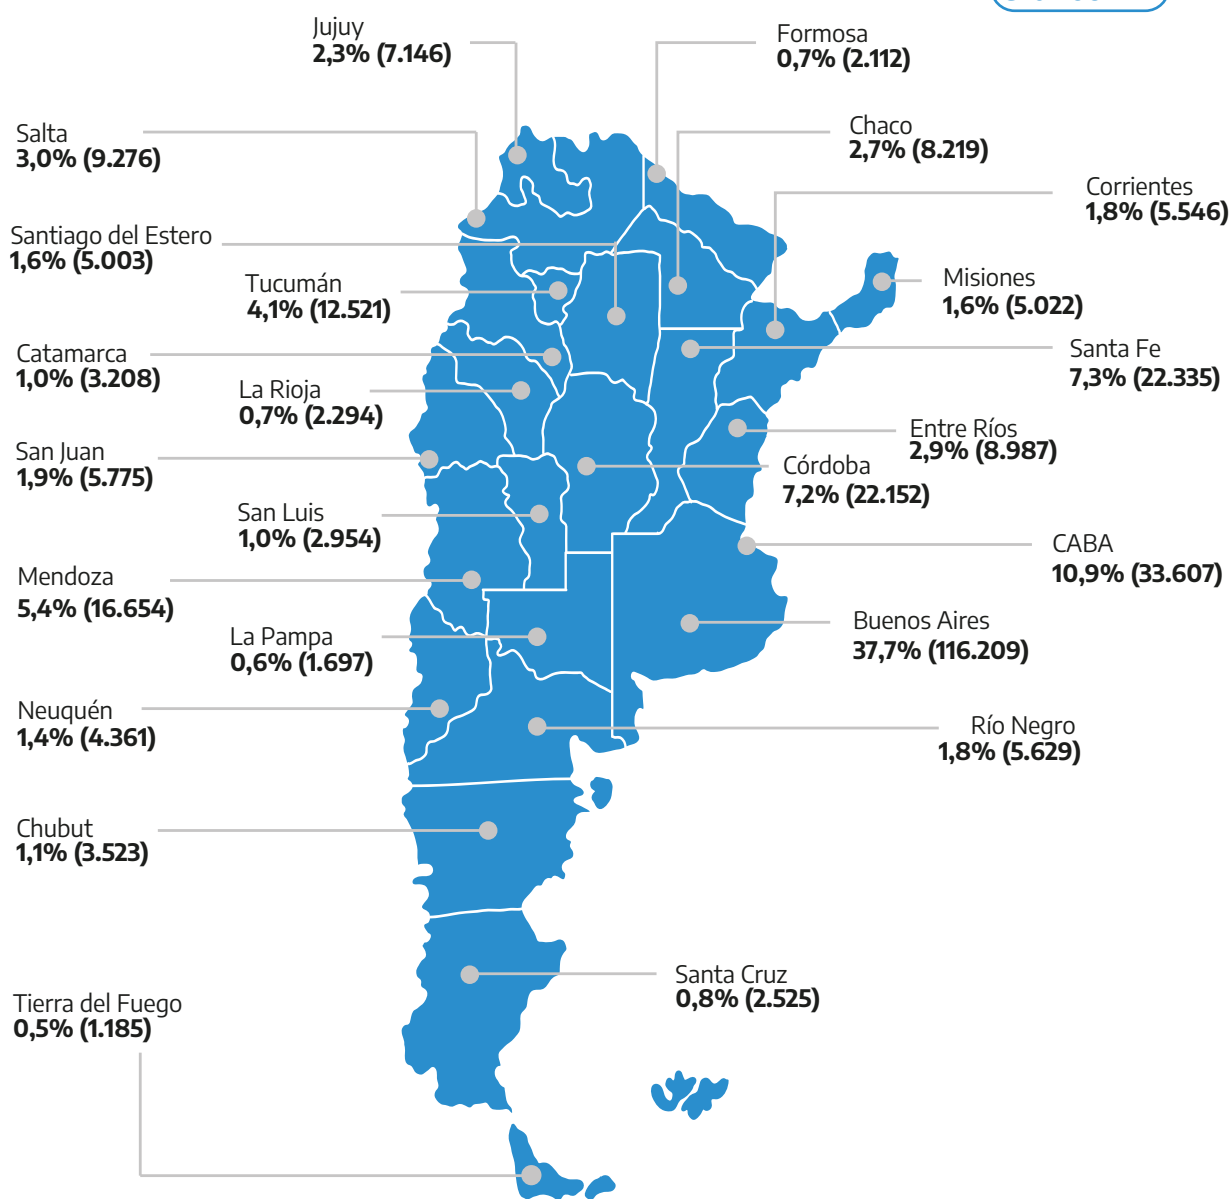 Jujuy
2,3% (7.146)
Formosa
0,7% (2.112)
Salta
3,0% (9.276)
Chaco
2,7% (8.219)
Corrientes
1,8% (5.546)
Santiago del Estero
1,6% (5.003)
Tucumán
4,1% (12.521)
Misiones
1,6% (5.022)
Catamarca
1,0% (3.208)
Santa Fe
7,3% (22.335)
La Rioja
0,7% (2.294)
Entre Ríos
2,9% (8.987)
San Juan
1,9% (5.775)
Córdoba
7,2% (22.152)
San Luis
1,0% (2.954)
CABA
10,9% (33.607)
Mendoza
5,4% (16.654)
Buenos Aires
37,7% (116.209)
La Pampa
0,6% (1.697)
Neuquén
1,4% (4.361)
Río Negro
1,8% (5.629)
Chubut
1,1% (3.523)
Santa Cruz
0,8% (2.525)
Tierra del Fuego
0,5% (1.185)